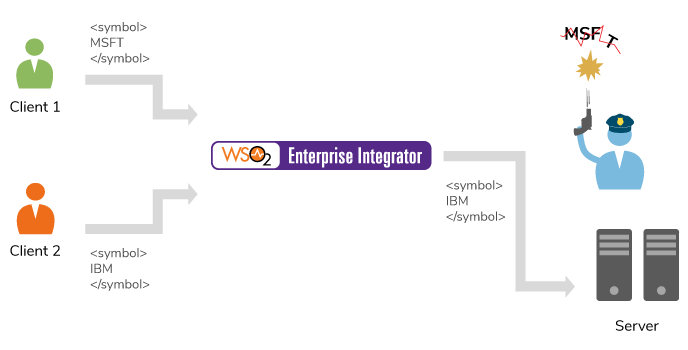 <symbol>
MSFT
</symbol>
Client 1
MSFT
WSO2 Enterprise Integrator
<symbol>
IBM
</symbol>
Client 2
<symbol>
IBM
</symbol>
Server